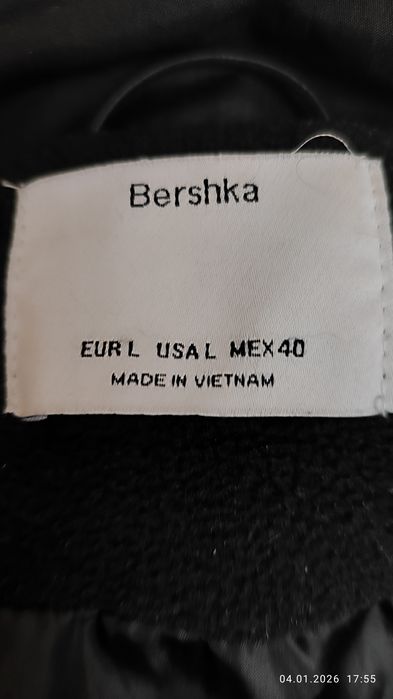 Bershka
EUR L USA L MEX 40
MADE IN VIETNAM
04.01.2026 17:55